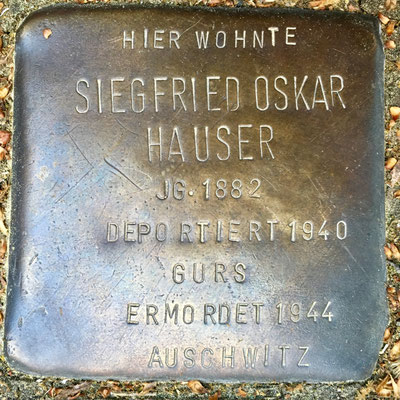 HIER WOHNTE
SIEGFRIED OSKAR
HAUSER
JG. 1882
DEPORTIERT 1940
GURS
ERMORDET 1944
AUSCHWITZ